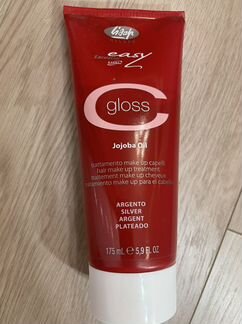 Lisap
easy
C
gloss
Jojoba Oil
trattamento make up capelli
hair make up treatment
traitement make up cheveux
tratamiento make up para el cabello
ARGENTO
SILVER
ARGENT
PLATEADO
175 mL ℮ 5,9 FL.OZ